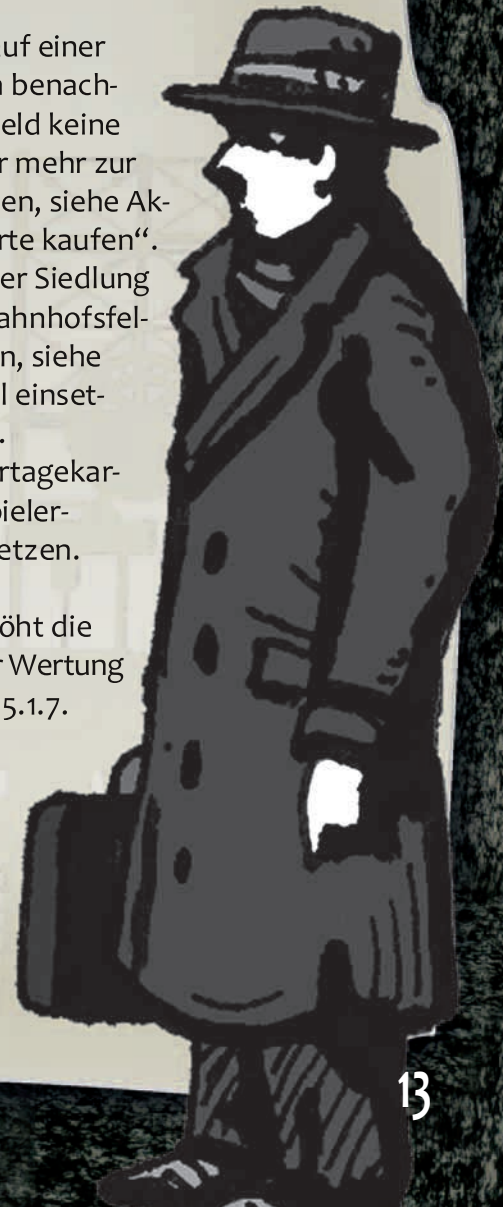 uf einer
benach-
eld keine
r mehr zur
en, siehe Ak-
rte kaufen“.
er Siedlung
ahnhofsfel-
n, siehe
l einset-
.
rtagekar-
pieler-
etzen.
öht die
r Wertung
5.1.7.
13